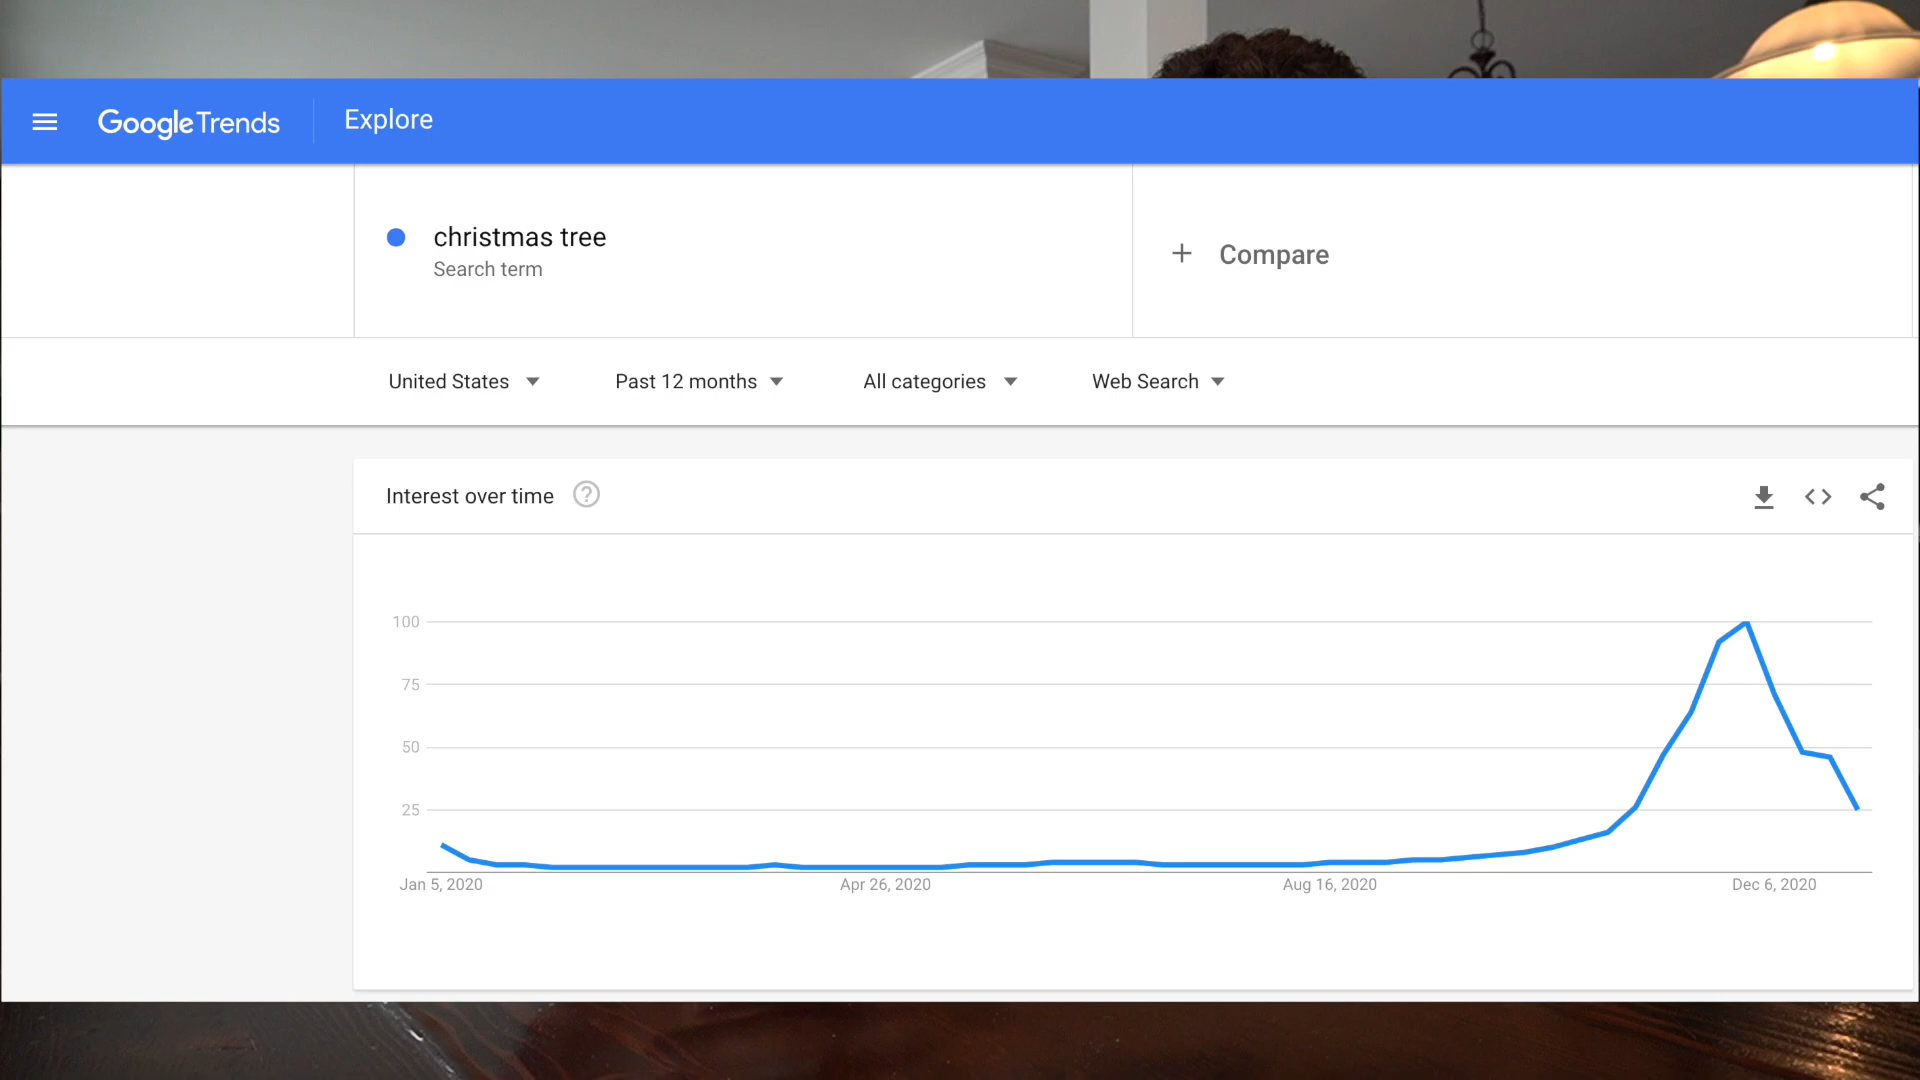 Google Trends
Explore
christmas tree
Search term
+ Compare
United States
Past 12 months
All categories
Web Search
Interest over time ?
100
75
50
25
Jan 5, 2020
Apr 26, 2020
Aug 16, 2020
Dec 6, 2020